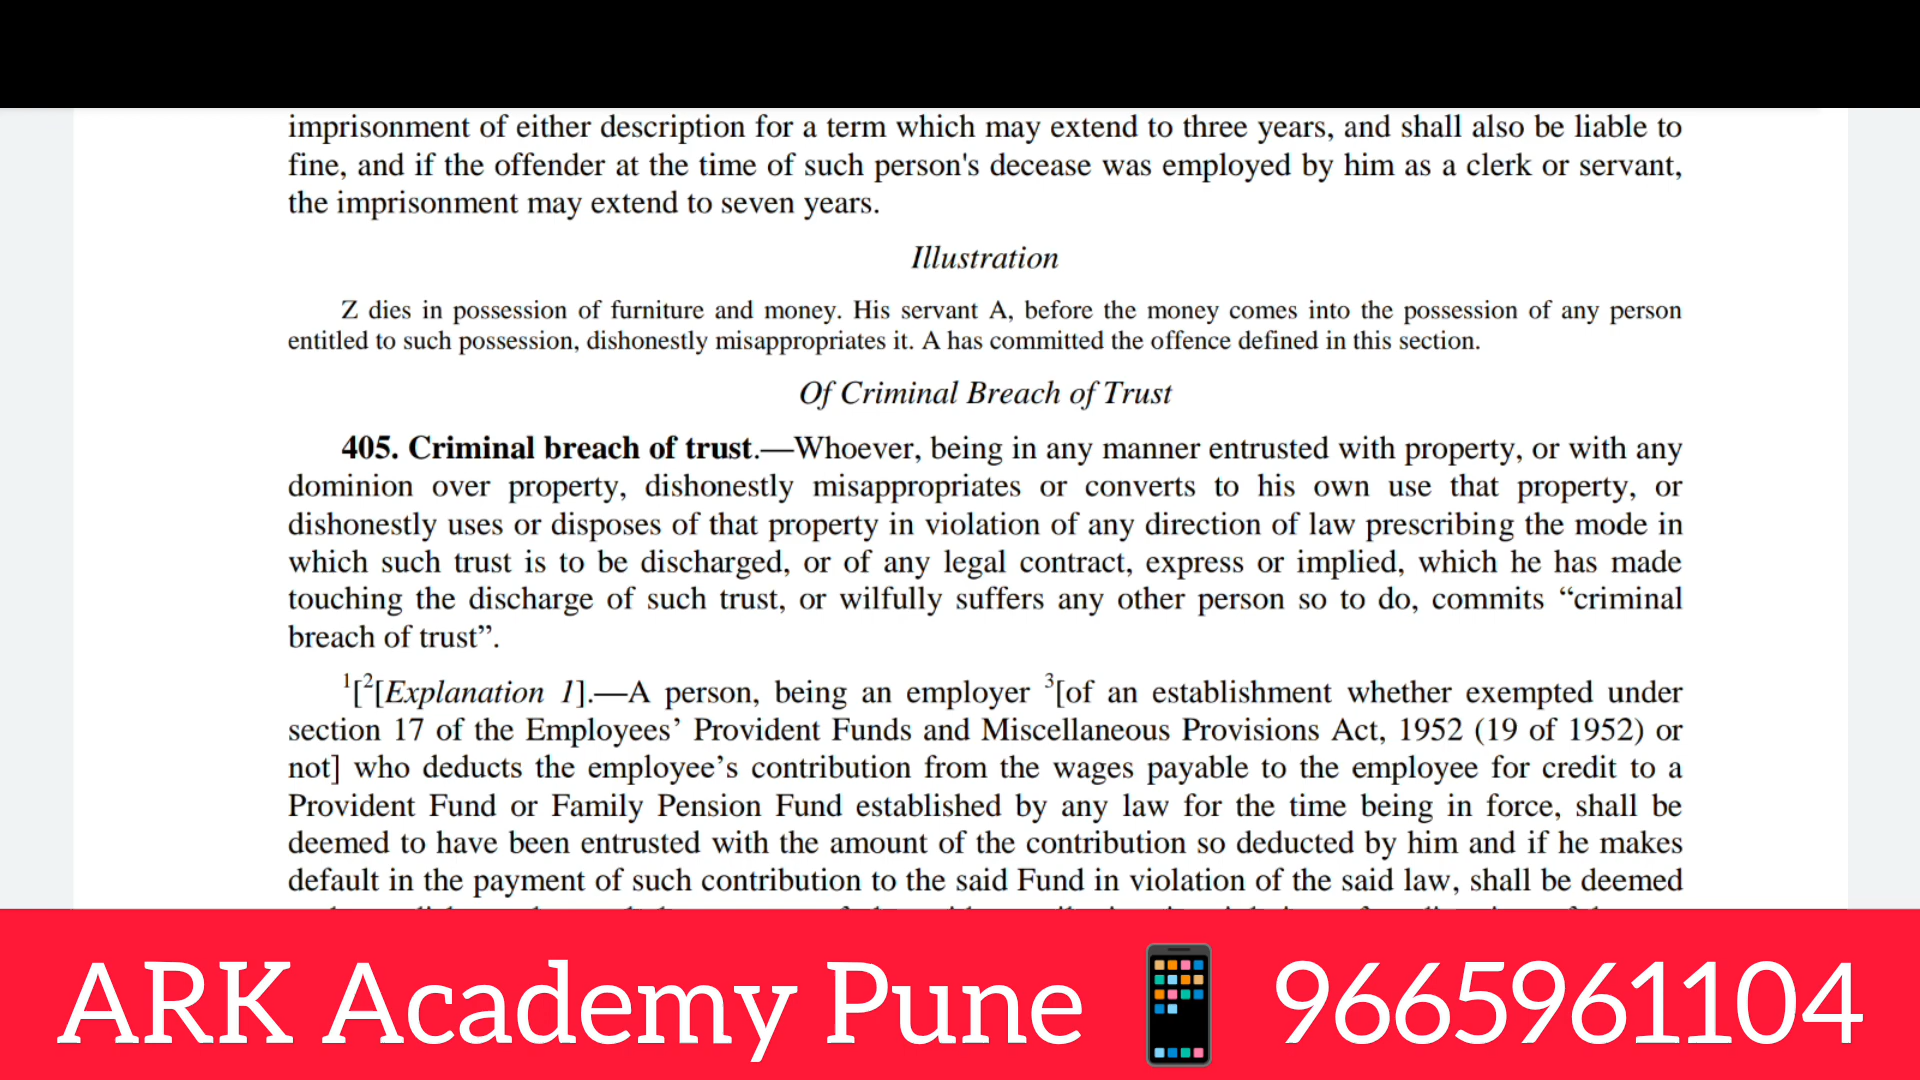 imprisonment of either description for a term which may extend to three years, and shall also be liable to
fine, and if the offender at the time of such person's decease was employed by him as a clerk or servant,
the imprisonment may extend to seven years.
Illustration
Z dies in possession of furniture and money. His servant A, before the money comes into the possession of any person
entitled to such possession, dishonestly misappropriates it. A has committed the offence defined in this section.
Of Criminal Breach of Trust
405. Criminal breach of trust.—Whoever, being in any manner entrusted with property, or with any
dominion over property, dishonestly misappropriates or converts to his own use that property, or
dishonestly uses or disposes of that property in violation of any direction of law prescribing the mode in
which such trust is to be discharged, or of any legal contract, express or implied, which he has made
touching the discharge of such trust, or wilfully suffers any other person so to do, commits “criminal
breach of trust”.
1[2[Explanation 1].—A person, being an employer 3[of an establishment whether exempted under
section 17 of the Employees’ Provident Funds and Miscellaneous Provisions Act, 1952 (19 of 1952) or
not] who deducts the employee’s contribution from the wages payable to the employee for credit to a
Provident Fund or Family Pension Fund established by any law for the time being in force, shall be
deemed to have been entrusted with the amount of the contribution so deducted by him and if he makes
default in the payment of such contribution to the said Fund in violation of the said law, shall be deemed
ARK Academy Pune 9665961104